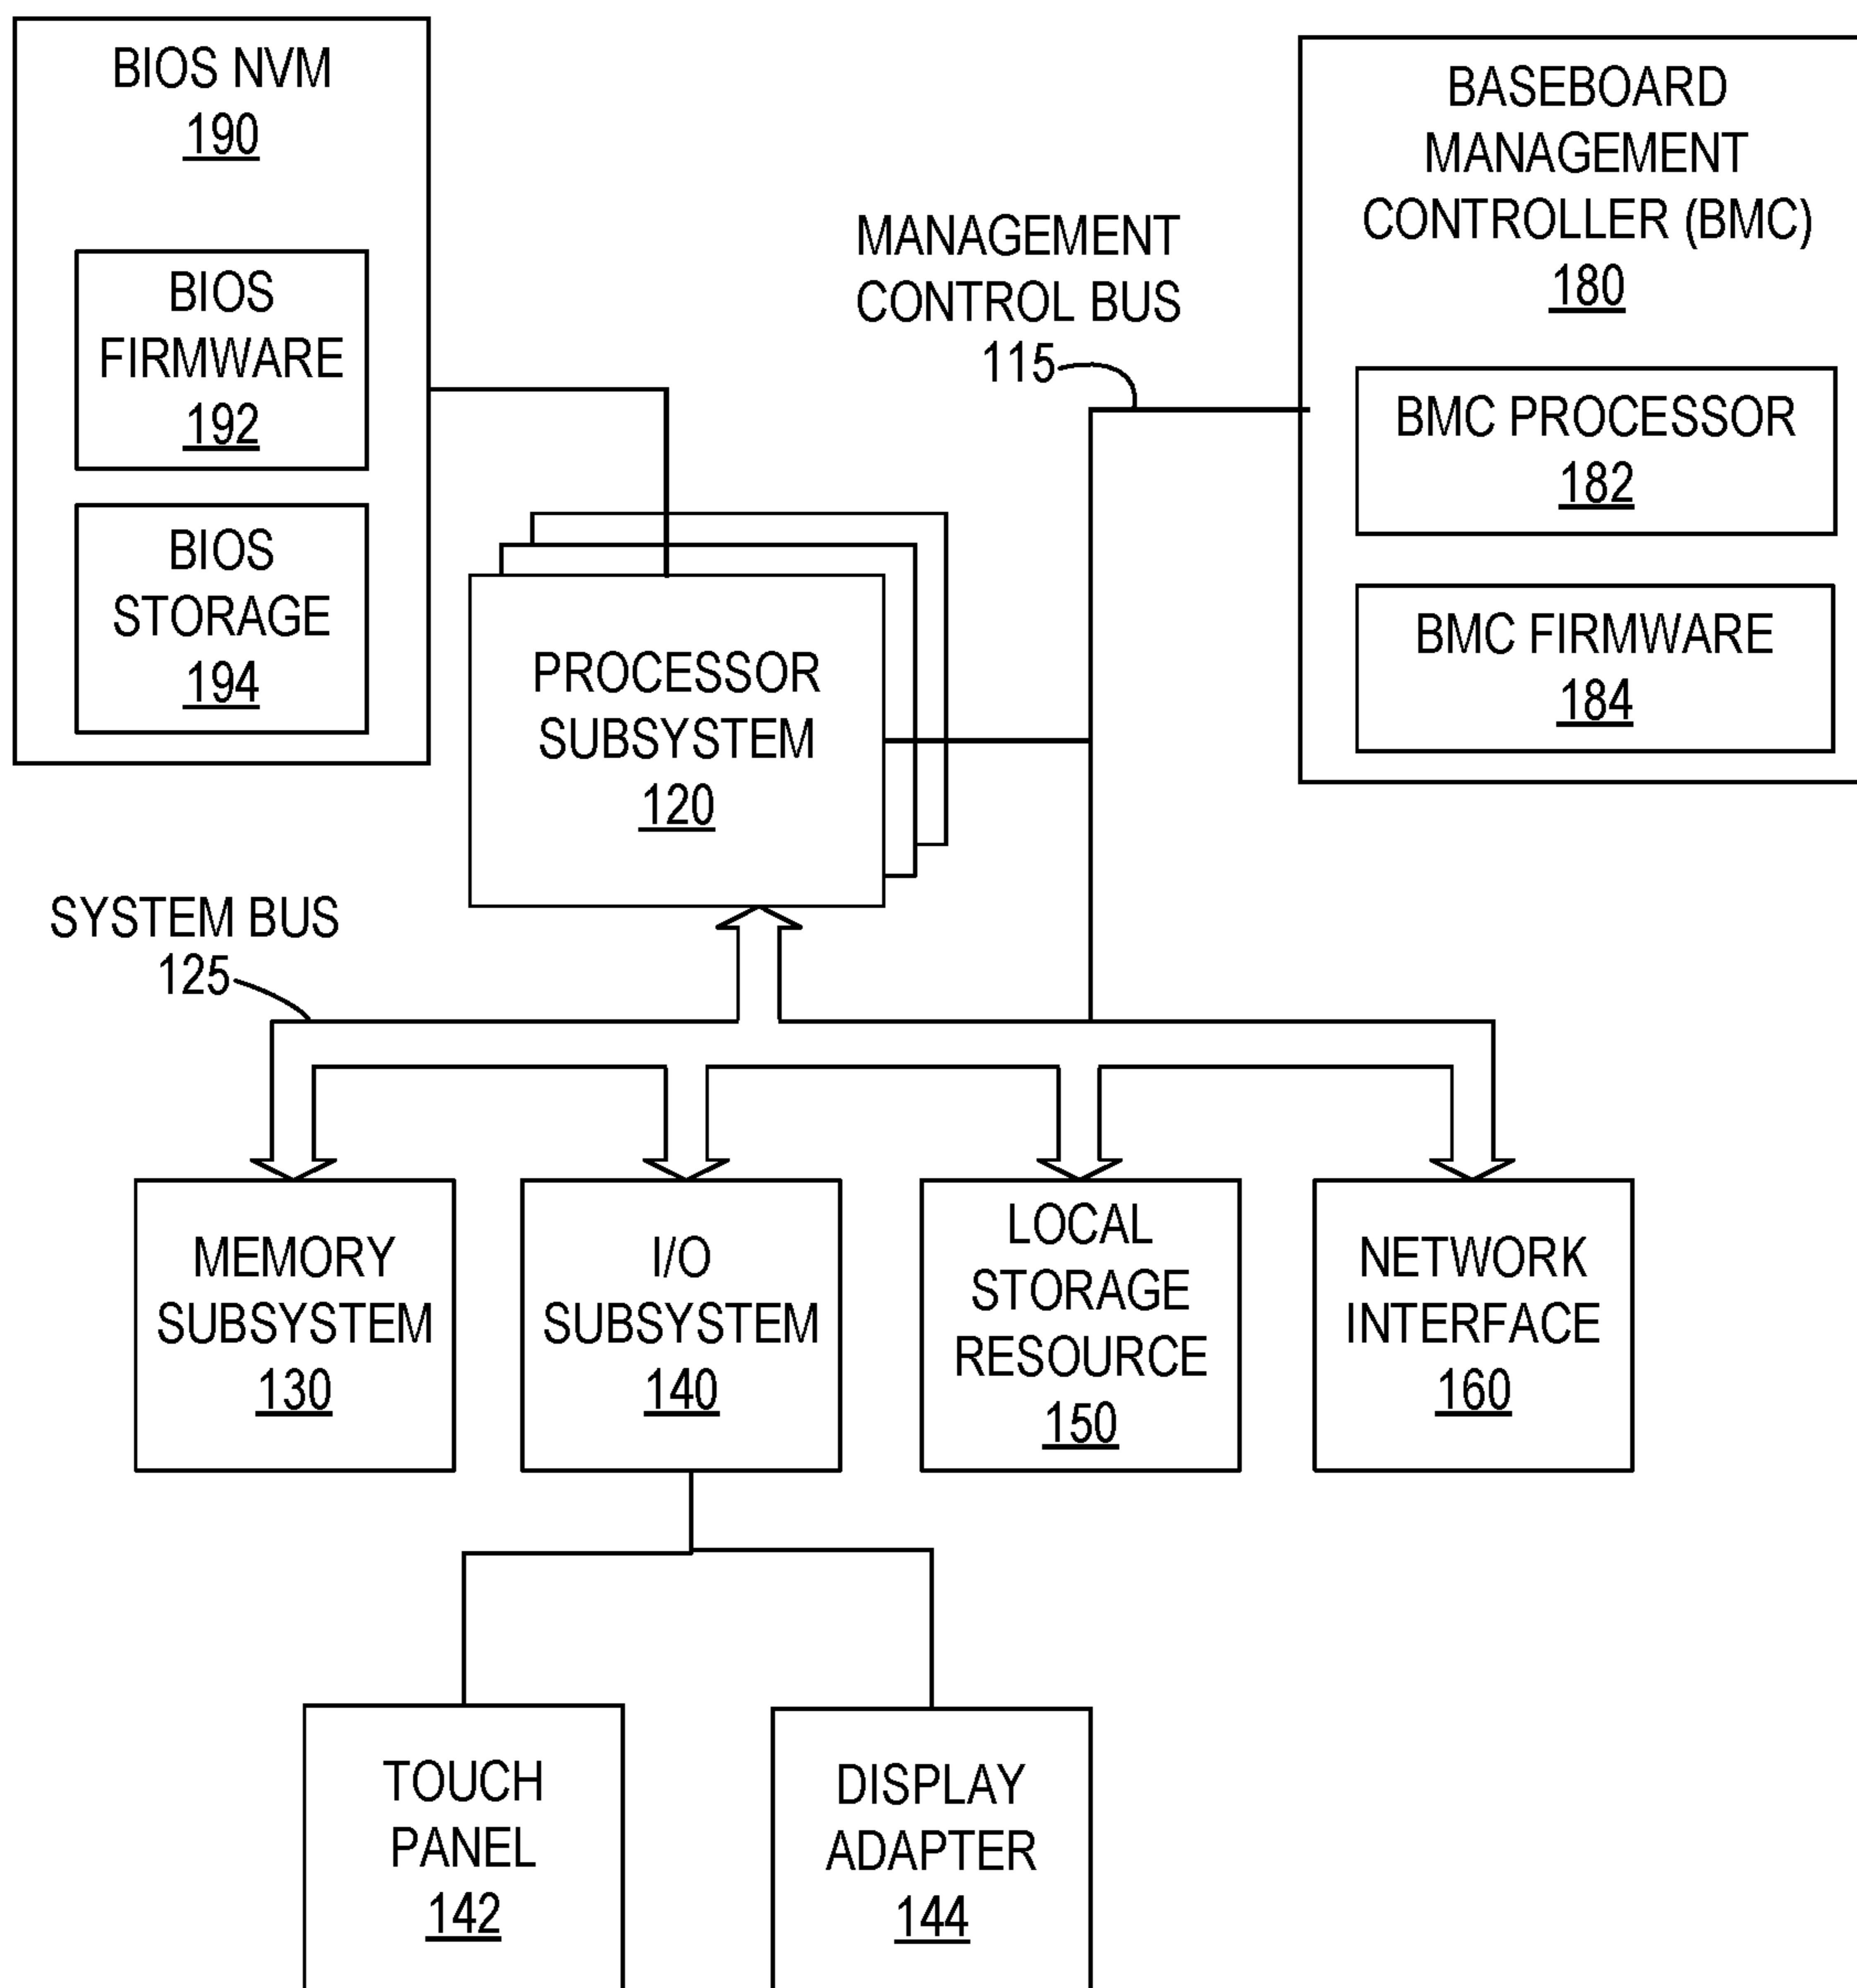 BIOS NVM
190
BIOS
FIRMWARE
192
BIOS
STORAGE
194
BASEBOARD
MANAGEMENT
CONTROLLER (BMC)
180
BMC PROCESSOR
182
BMC FIRMWARE
184
MANAGEMENT
CONTROL BUS
115
PROCESSOR
SUBSYSTEM
120
SYSTEM BUS
125
MEMORY
SUBSYSTEM
130
I/O
SUBSYSTEM
140
LOCAL
STORAGE
RESOURCE
150
NETWORK
INTERFACE
160
TOUCH
PANEL
142
DISPLAY
ADAPTER
144